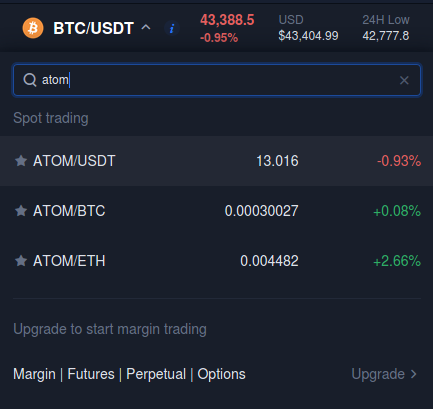 BTC/USDT
43,388.5
-0.95%
USD
$43,404.99
24H Low
42,777.8
atom
Spot trading
ATOM/USDT 13.016 -0.93%
ATOM/BTC 0.00030027 +0.08%
ATOM/ETH 0.004482 +2.66%
Upgrade to start margin trading
Margin | Futures | Perpetual | Options Upgrade